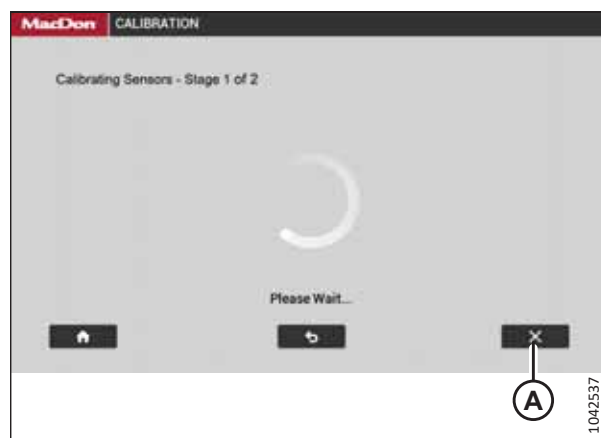 MacDon CALIBRATION
Calibrating Sensors - Stage 1 of 2
Please Wait...
A
1042537